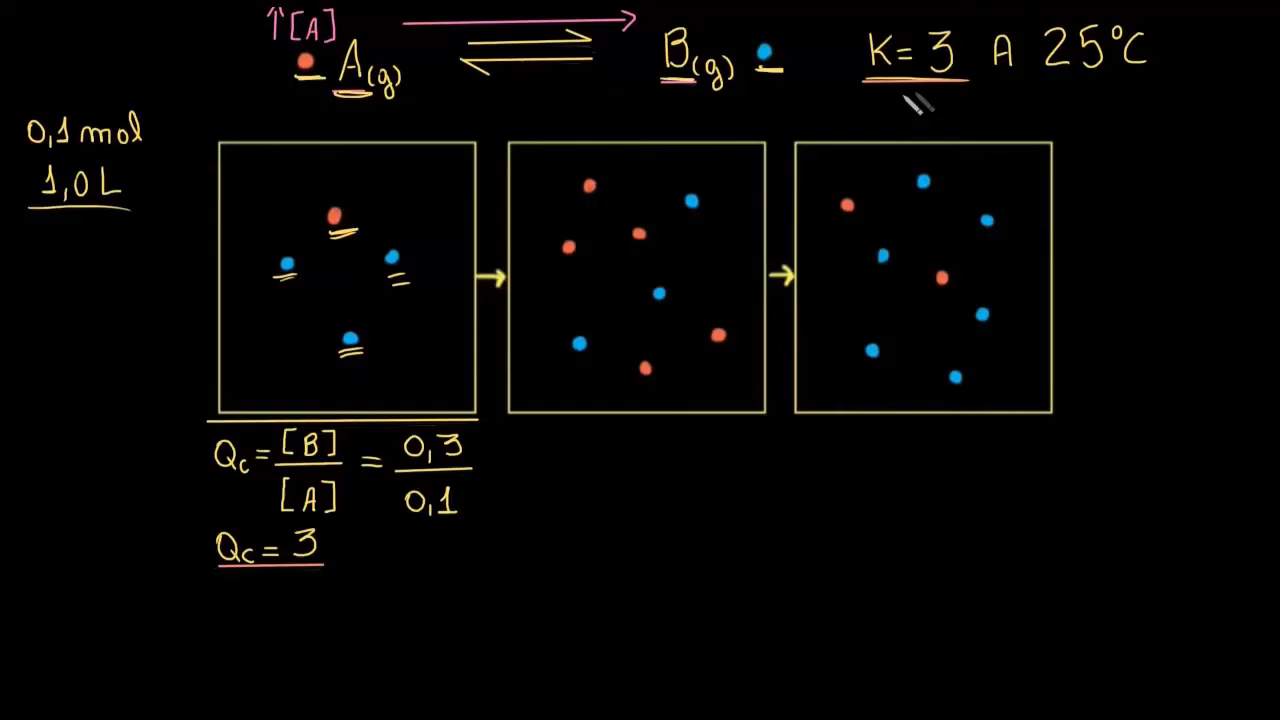 ↑[A]
A(g) ⇌ B(g) K=3 A 25°C
0,1 mol
1,0 L
Qc = [B] / [A] = 0,3 / 0,1
Qc = 3